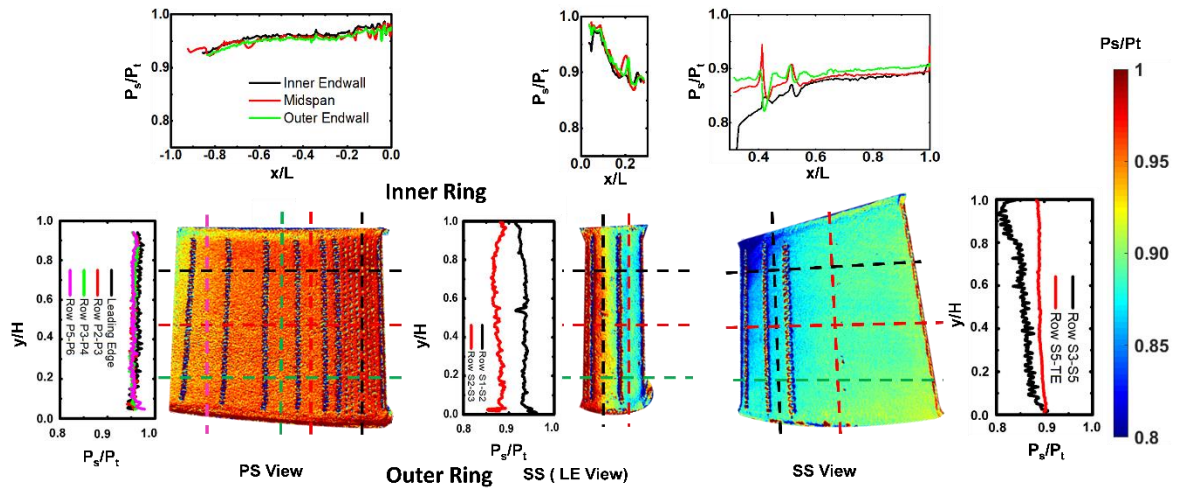 Ps/Pt
1
0.95
0.90
0.85
0.8
1.0
0.9
0.8
Ps/Pt
Inner Endwall
Midspan
Outer Endwall
-1.0 -0.8 -0.6 -0.4 -0.2 0.0
x/L
1.0
0.9
0.8
Ps/Pt
0.0 0.2
x/L
0.9
0.8
Ps/Pt
0.4 0.6 0.8 1.0
x/L
Inner Ring
1.0
0.8
0.6
0.4
0.2
0.0
y/H
Leading Edge
Row P2-P3
Row P3-P4
Row P5-P6
0.8 0.9 1.0
Ps/Pt
PS View
1.0
0.8
0.6
0.4
0.2
0.0
y/H
Row S1-S2
Row S2-S3
0.8 0.9 1.0
Ps/Pt
SS ( LE View)
SS View
1.0
0.8
0.6
0.4
0.2
0.0
y/H
Row S3-S5
Row S5-TE
0.8 0.9 1.0
Ps/Pt
Outer Ring